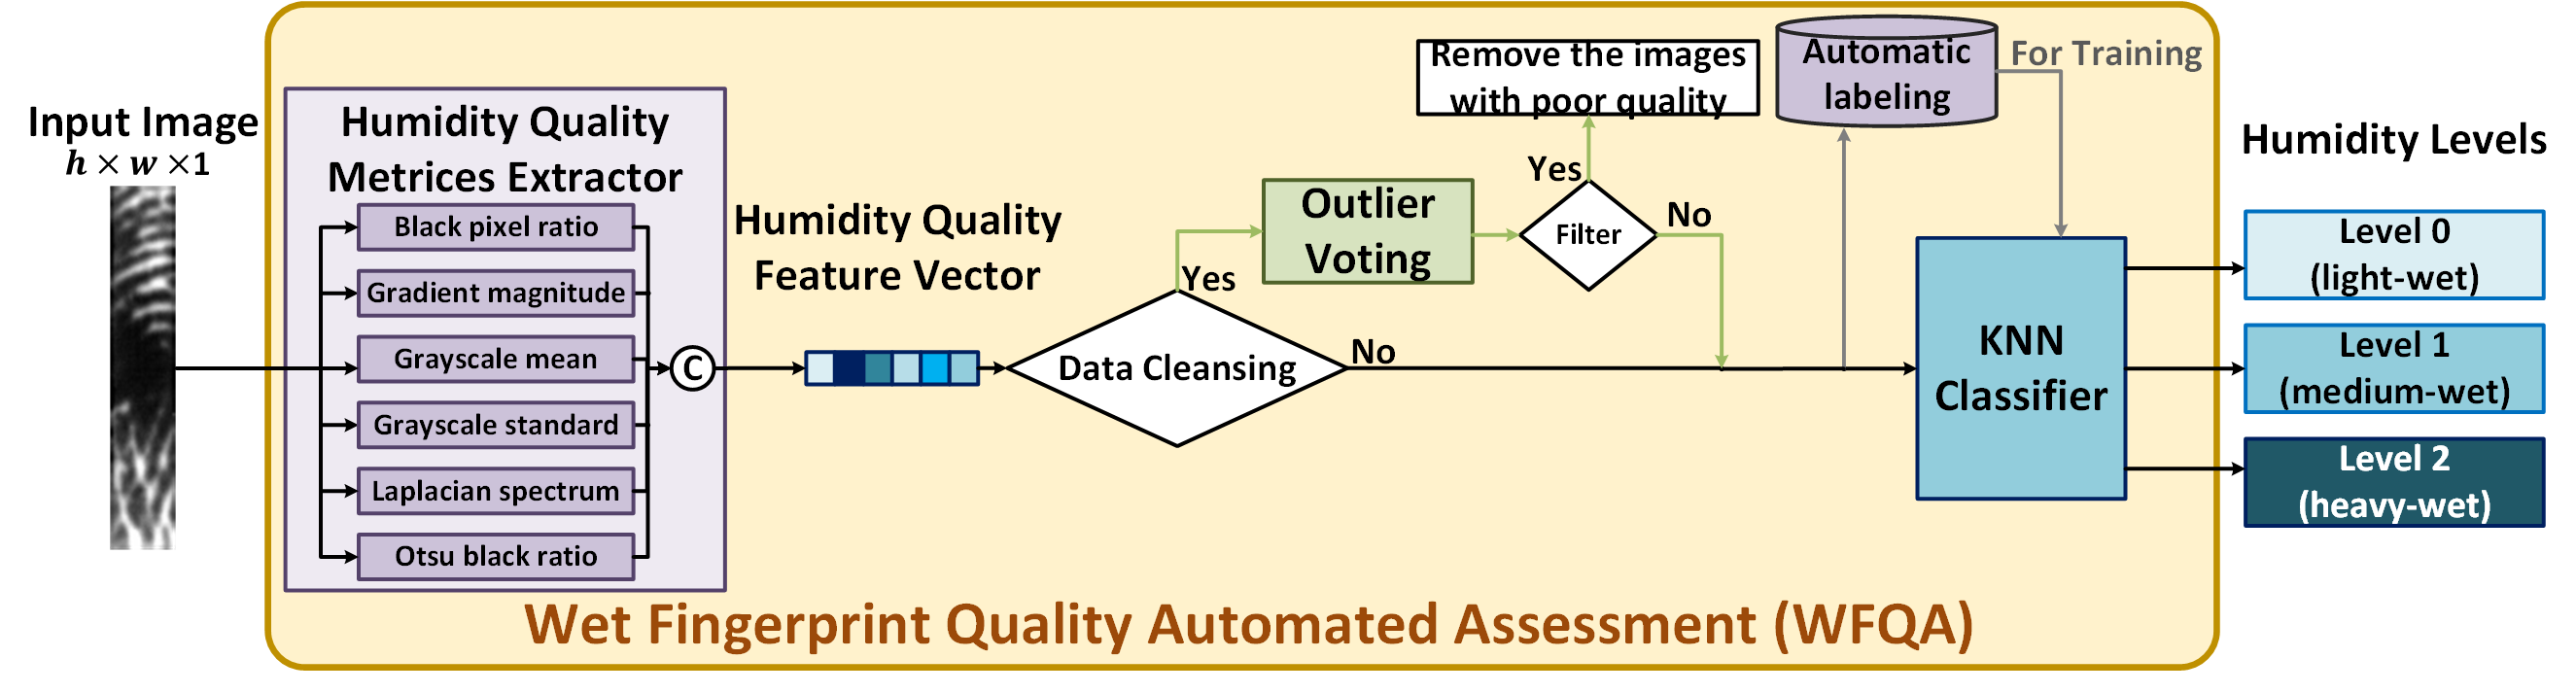 Input Image
h × w ×1
Humidity Quality
Metrices Extractor
Black pixel ratio
Gradient magnitude
Grayscale mean
Grayscale standard
Laplacian spectrum
Otsu black ratio
C
Humidity Quality
Feature Vector
Data Cleansing
Yes
No
Outlier
Voting
Filter
Yes
No
Remove the images
with poor quality
Automatic
labeling
For Training
KNN
Classifier
Humidity Levels
Level 0
(light-wet)
Level 1
(medium-wet)
Level 2
(heavy-wet)
Wet Fingerprint Quality Automated Assessment (WFQA)